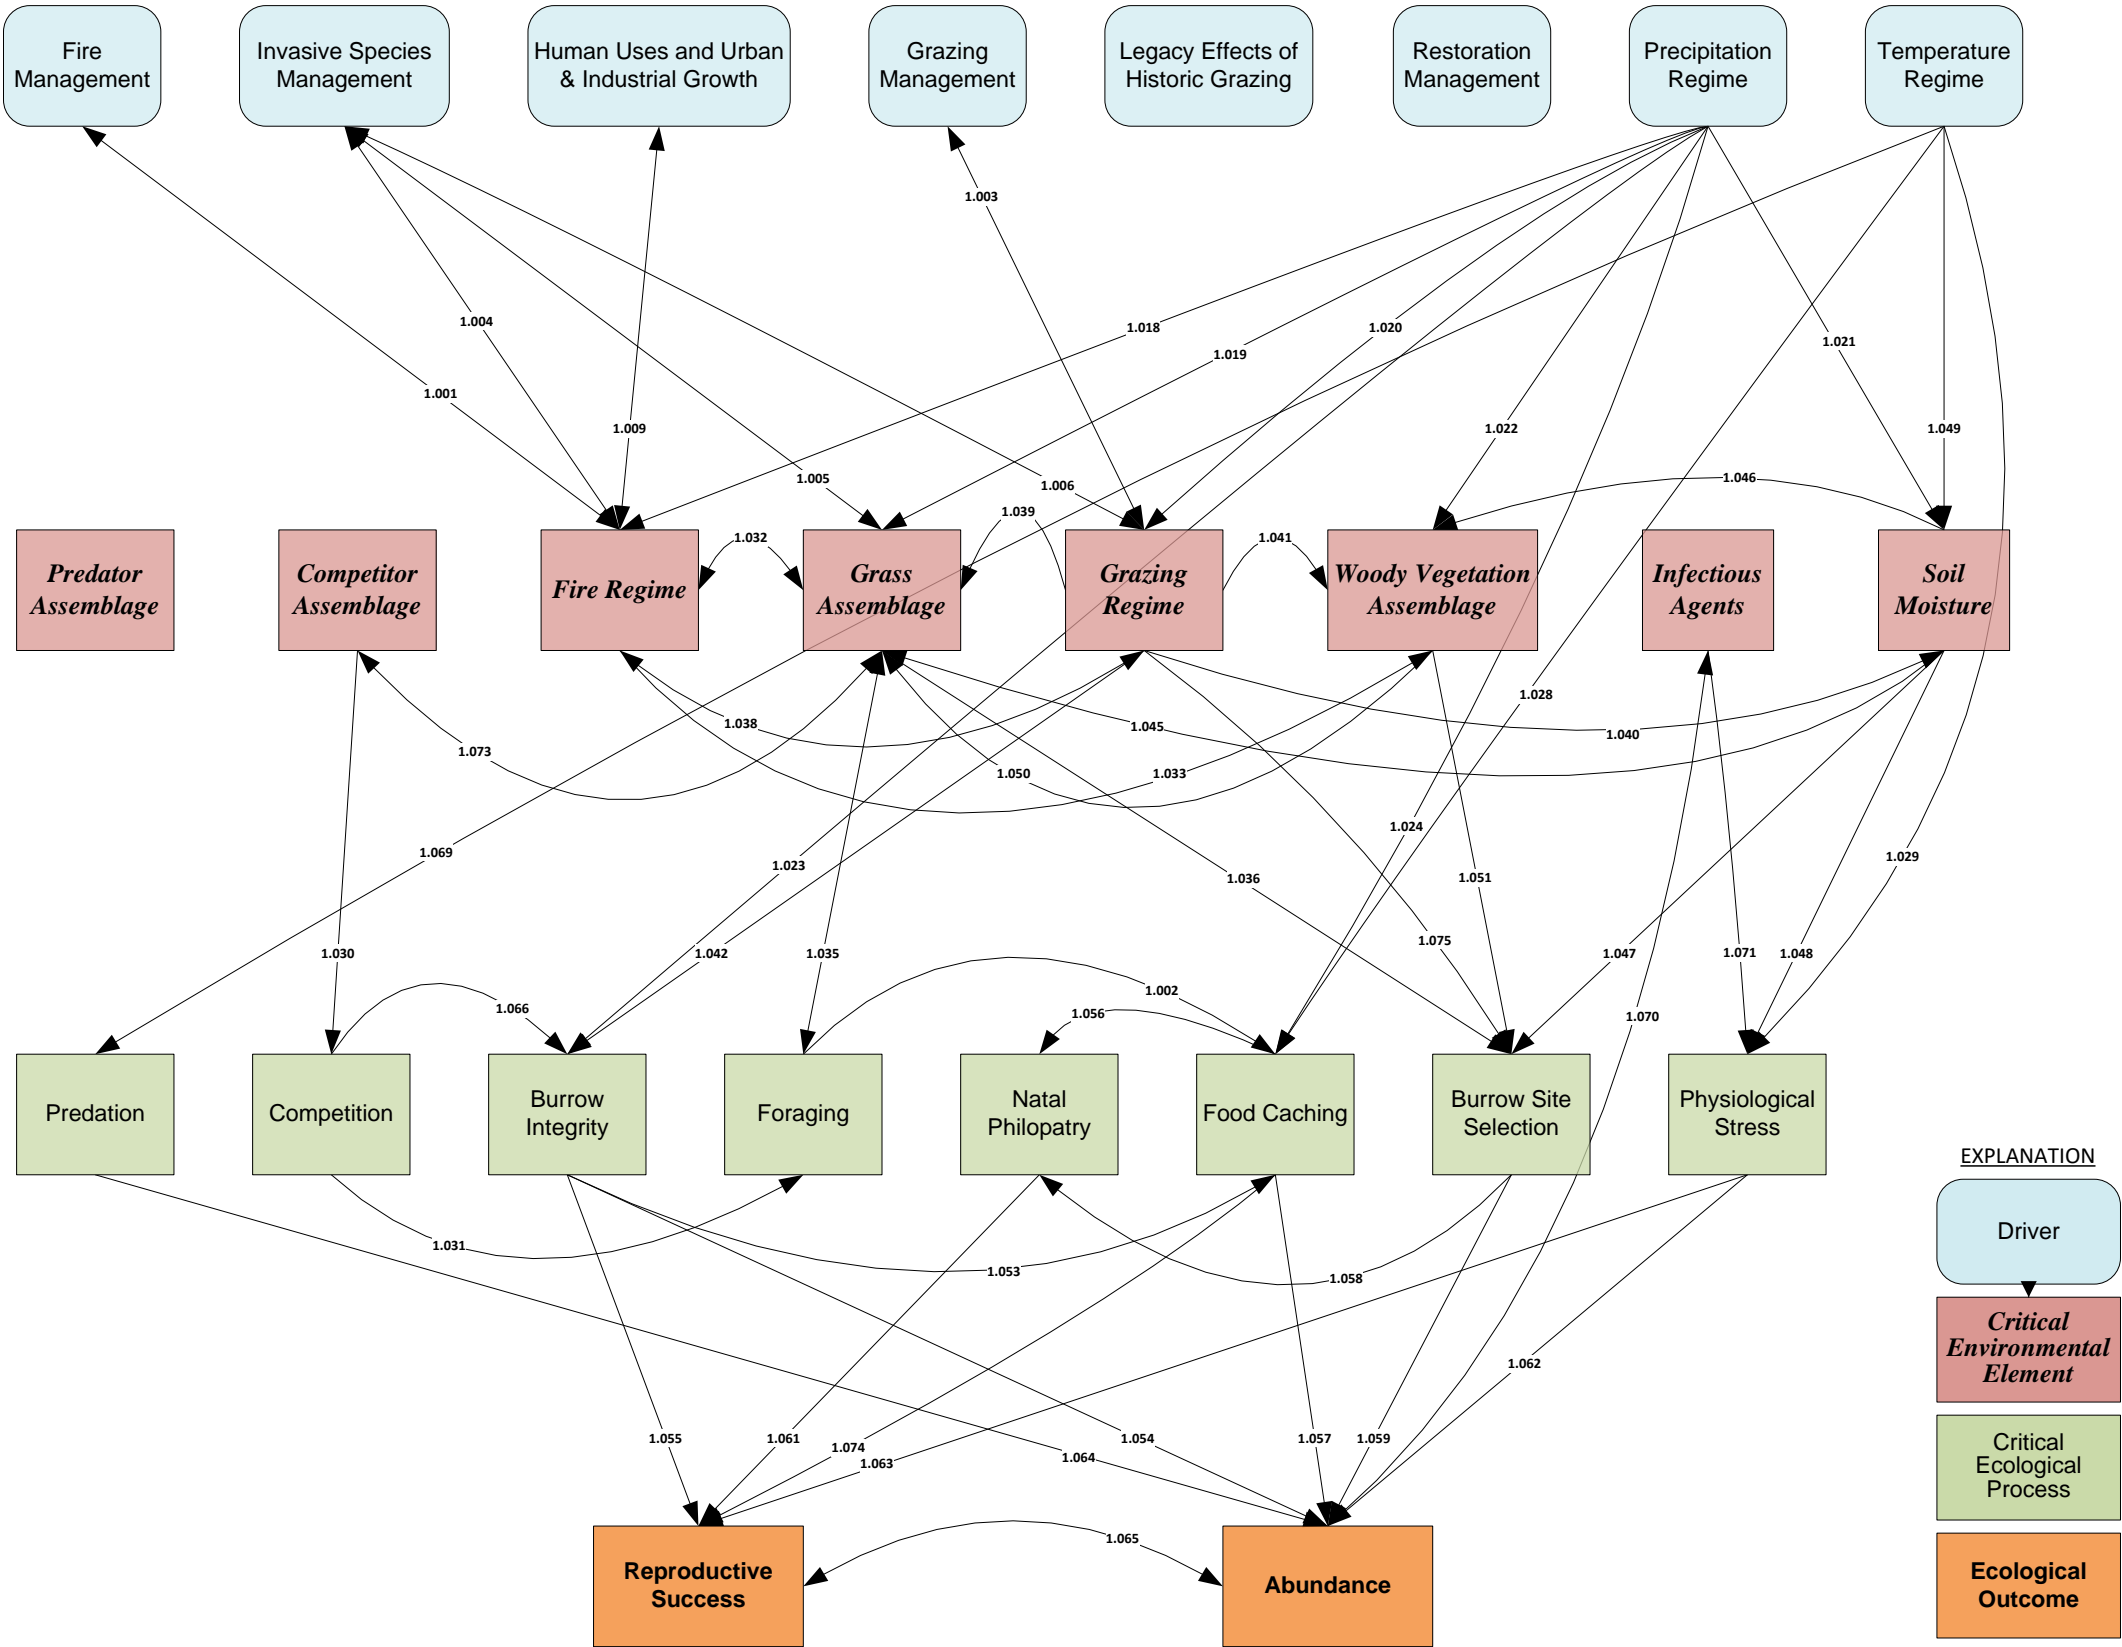 Fire
Management
Invasive Species
Management
Human Uses and Urban
& Industrial Growth
Grazing
Management
Legacy Effects of
Historic Grazing
Restoration
Management
Precipitation
Regime
Temperature
Regime
1.003
1.004
1.018
1.020
1.019
1.021
1.001
1.009
1.022
1.049
1.005
1.006
1.046
1.039
1.032
1.041
Predator
Assemblage
Competitor
Assemblage
Fire Regime
Grass
Assemblage
Grazing
Regime
Woody Vegetation
Assemblage
Infectious
Agents
Soil
Moisture
1.028
1.038
1.045
1.040
1.073
1.050
1.033
1.024
1.069
1.023
1.029
1.036
1.051
1.075
1.030
1.042
1.035
1.047
1.071
1.048
1.002
1.066
1.056
1.070
Predation
Competition
Burrow
Integrity
Foraging
Natal
Philopatry
Food Caching
Burrow Site
Selection
Physiological
Stress
1.031
1.053
1.058
1.062
1.055
1.061
1.074
1.063
1.054
1.064
1.057
1.059
1.065
Reproductive
Success
Abundance
EXPLANATION
Driver
Critical
Environmental
Element
Critical
Ecological
Process
Ecological
Outcome